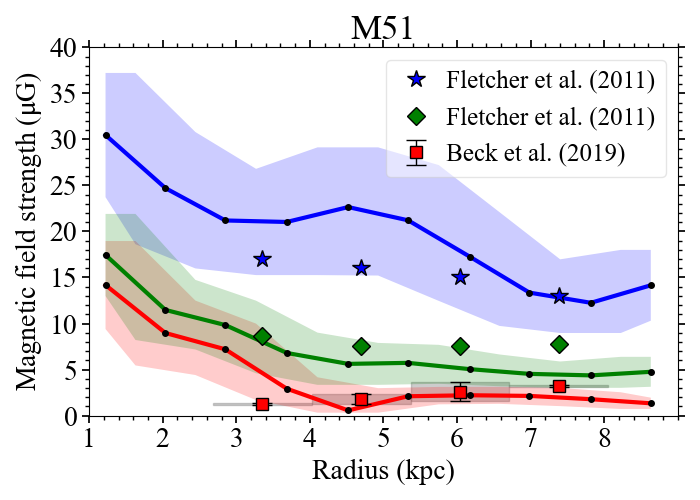 M51
Magnetic field strength (μG)
40
35
30
25
20
15
10
5
0
Fletcher et al. (2011)
Fletcher et al. (2011)
Beck et al. (2019)
1 2 3 4 5 6 7 8
Radius (kpc)